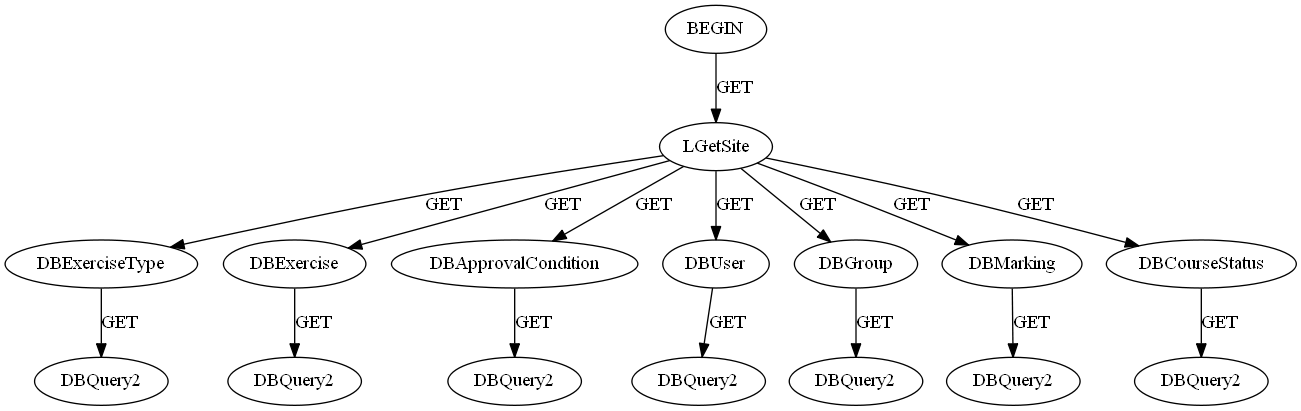 BEGIN
GET
LGetSite
GET GET GET GET GET GET GET
DBExerciseType DBExercise DBApprovalCondition DBUser DBGroup DBMarking DBCourseStatus
GET GET GET GET GET GET GET
DBQuery2 DBQuery2 DBQuery2 DBQuery2 DBQuery2 DBQuery2 DBQuery2